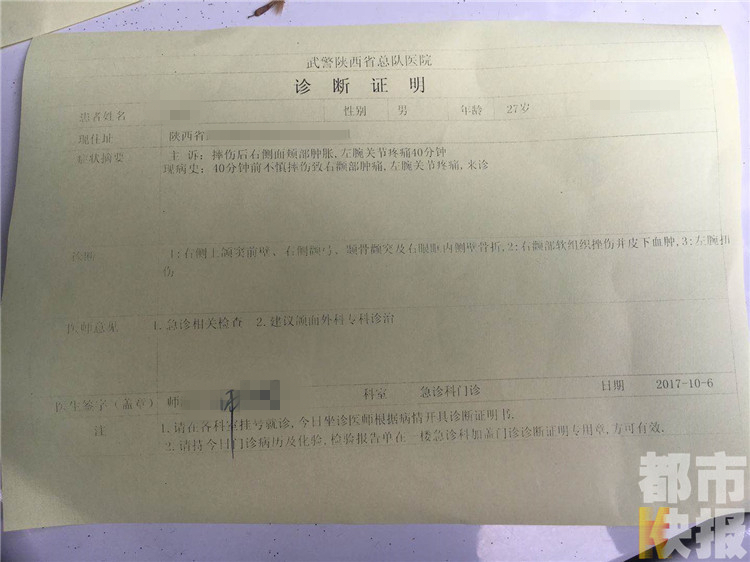 武警陕西省总队医院
诊 断 证 明
患者姓名 性别 男 年龄 27岁
现住址 陕西省
症状摘要 主 诉：摔伤后右侧面颊部肿胀,左腕关节疼痛40分钟
现病史：40分钟前不慎摔伤致右颧部肿痛,左腕关节疼痛,来诊
诊断 1:右侧上颌窦前壁、右侧颧弓、颧骨颧突及右眼眶内侧壁骨折,2:右颧部软组织挫伤并皮下血肿,3:左腕扭
伤
医师意见 1.急诊相关检查 2.建议颌面外科专科诊治
医生签字（盖章） 师 科室 急诊科门诊 日期 2017-10-6
注 1.请在各科室挂号就诊,今日坐诊医师根据病情开具诊断证明书.
2.请持今日门诊病历及化验.检验报告单在一楼急诊科加盖门诊诊断证明专用章,方可有效.
都市
快报